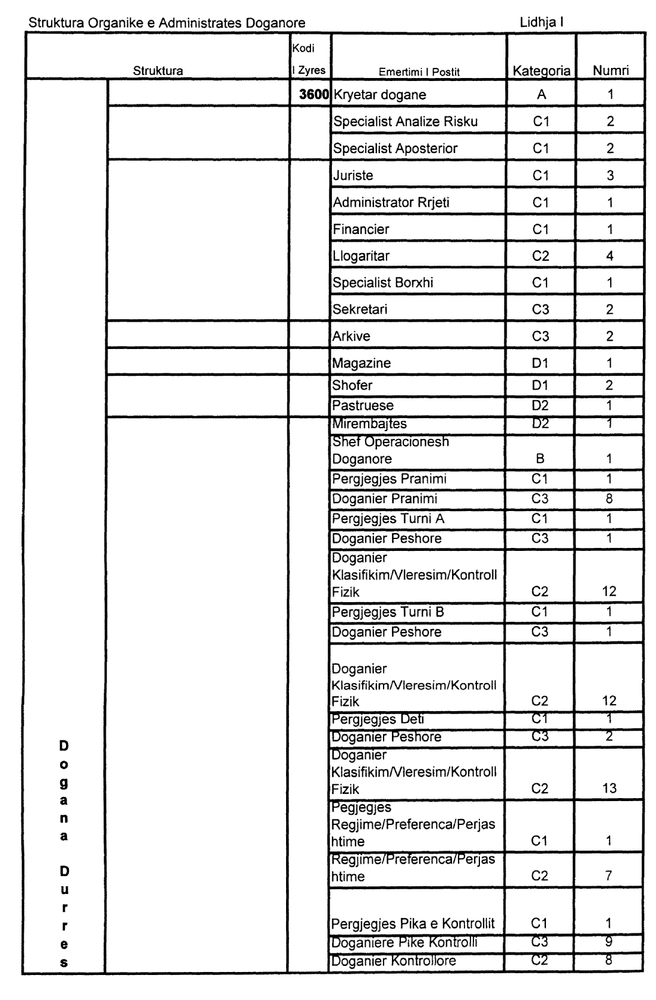 Struktura Organike e Administrates Doganore Lidhja I
Kodi
Struktura I Zyres Emertimi I Postit Kategoria Numri
3600 Kryetar dogane A 1
Specialist Analize Risku C1 2
Specialist Aposterior C1 2
Juriste C1 3
Administrator Rrjeti C1 1
Financier C1 1
Llogaritar C2 4
Specialist Borxhi C1 1
Sekretari C3 2
Arkive C3 2
Magazine D1 1
Shofer D1 2
Pastruese D2 1
Mirembajtes D2 1
Shef Operacionesh
Doganore B 1
Pergjegjes Pranimi C1 1
Doganier Pranimi C3 8
Pergjegjes Turni A C1 1
Doganier Peshore C3 1
Doganier
Klasifikim/Vleresim/Kontroll
Fizik C2 12
Pergjegjes Turni B C1 1
Doganier Peshore C3 1
Doganier
Klasifikim/Vleresim/Kontroll
Fizik C2 12
Pergjegjes Deti C1 1
Doganier Peshore C3 2
Doganier
Klasifikim/Vleresim/Kontroll
Fizik C2 13
Pegjegjes
Regjime/Preferenca/Perjas
htime C1 1
Regjime/Preferenca/Perjas
htime C2 7
Pergjegjes Pika e Kontrollit C1 1
Doganiere Pike Kontrolli C3 9
Doganier Kontrollore C2 8
Dogana Durres